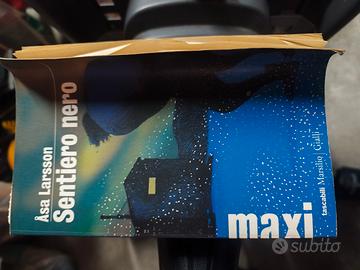 Åsa Larsson
Sentiero nero
maxi
tascabili Marsilio Gialli
subito